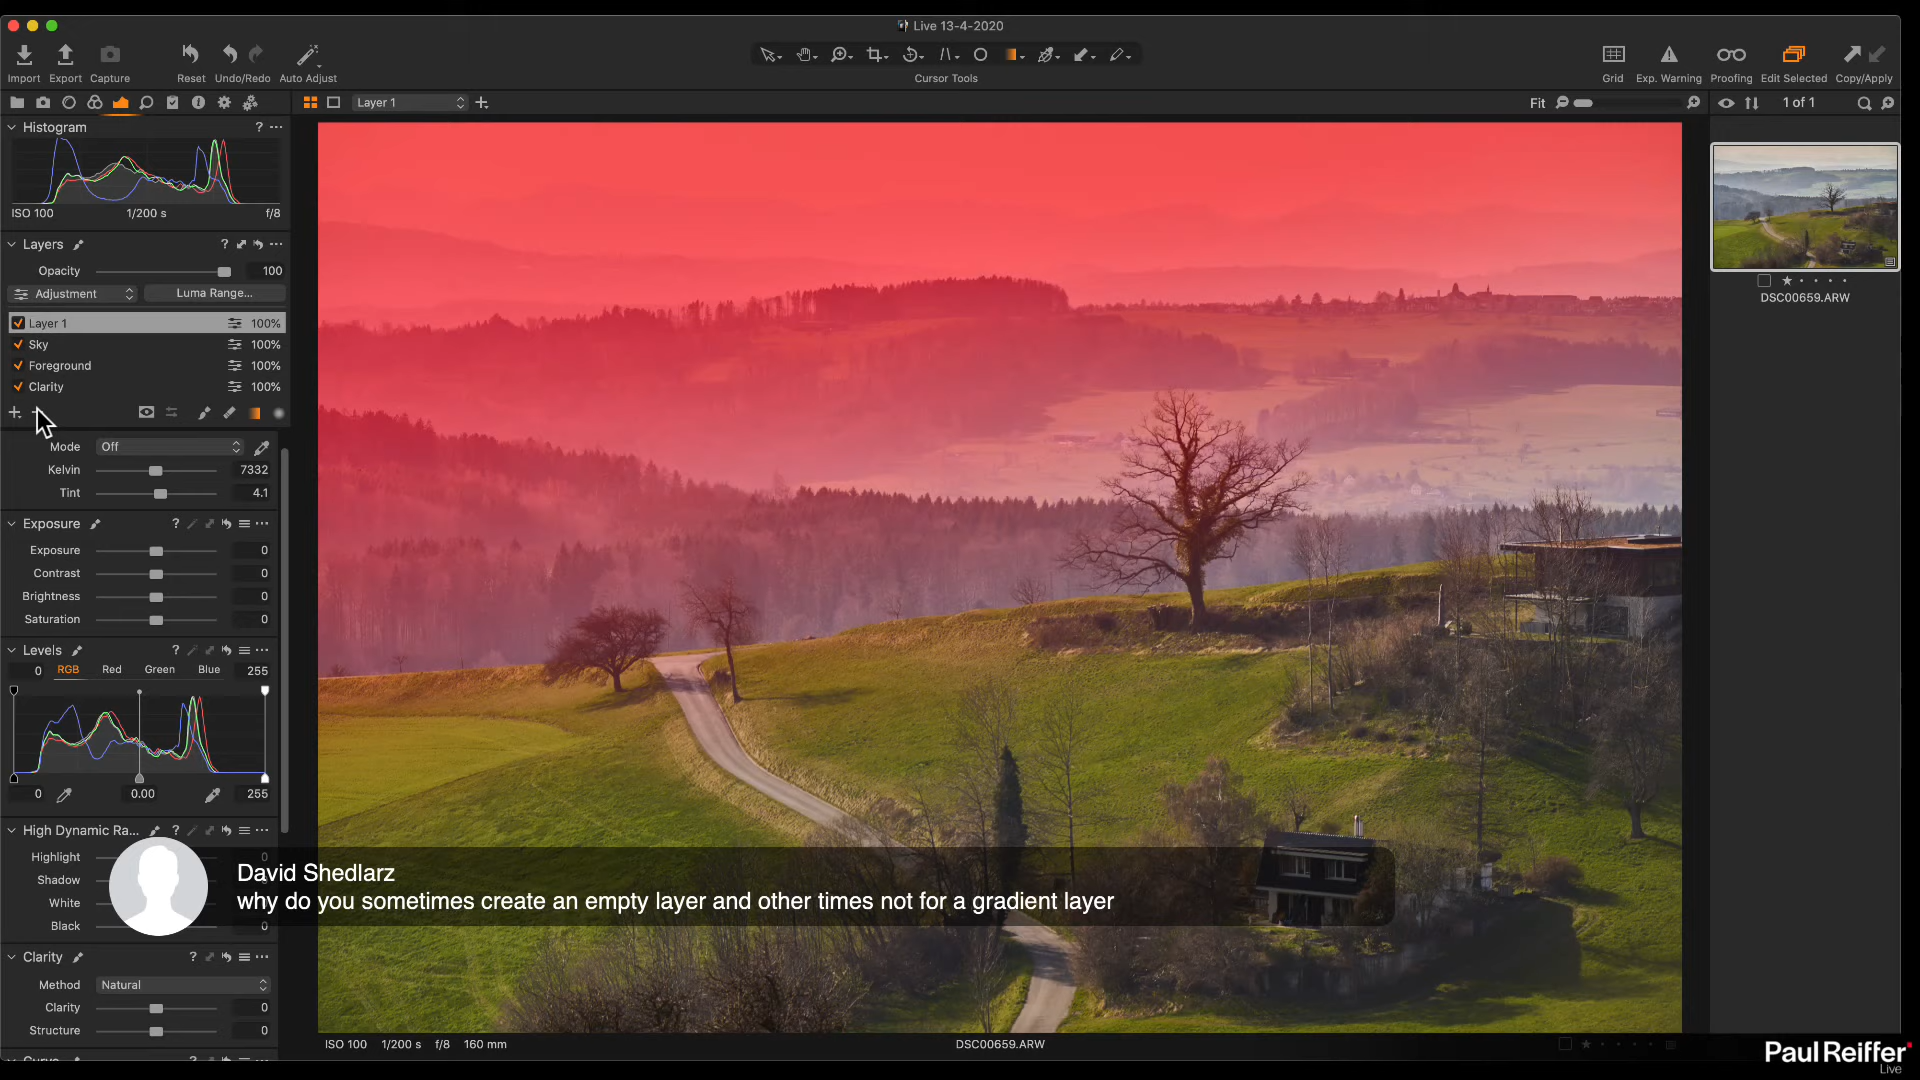 Live 13-4-2020
Import Export Capture Reset Undo/Redo Auto Adjust Cursor Tools Grid Exp. Warning Proofing Edit Selected Copy/Apply
Layer 1 Fit 1 of 1
Histogram
ISO 100 1/200 s f/8
Layers
Opacity 100
Adjustment Luma Range...
Layer 1 100%
Sky 100%
Foreground 100%
Clarity 100%
Mode Off
Kelvin 7332
Tint 4.1
Exposure
Exposure 0
Contrast 0
Brightness 0
Saturation 0
Levels
0 RGB Red Green Blue 255
0 0.00 255
High Dynamic Ra...
Highlight 0
Shadow 0
White 0
Black 0
Clarity
Method Natural
Clarity 0
Structure 0
David Shedlarz
why do you sometimes create an empty layer and other times not for a gradient layer
ISO 100 1/200 s f/8 160 mm DSC00659.ARW
DSC00659.ARW
Paul Reiffer
Live